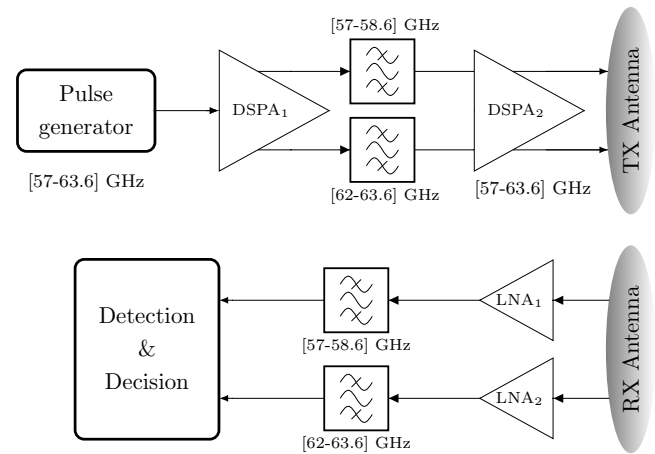 [57-58.6] GHz
Pulse
generator
DSPA₁
DSPA₂
TX Antenna
[57-63.6] GHz
[62-63.6] GHz
[57-63.6] GHz
Detection
&
Decision
LNA₁
[57-58.6] GHz
RX Antenna
LNA₂
[62-63.6] GHz